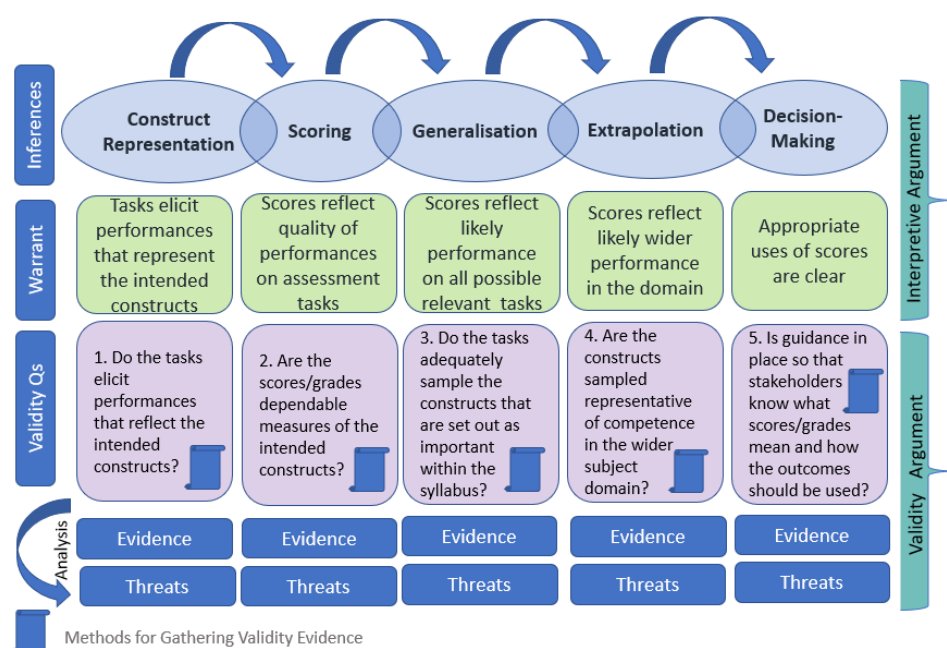 Inferences
Construct
Representation
Scoring
Generalisation
Extrapolation
Decision-
Making
Interpretive Argument
Warrant
Tasks elicit
performances
that represent
the intended
constructs
Scores reflect
quality of
performances
on assessment
tasks
Scores reflect
likely
performance
on all possible
relevant tasks
Scores reflect
likely wider
performance
in the domain
Appropriate
uses of scores
are clear
Validity Qs
1. Do the tasks
elicit
performances
that reflect the
intended
constructs?
2. Are the
scores/grades
dependable
measures of the
intended
constructs?
3. Do the tasks
adequately
sample the
constructs that
are set out as
important
within the
syllabus?
4. Are the
constructs
sampled
representative
of competence
in the wider
subject
domain?
5. Is guidance in
place so that
stakeholders
know what
scores/grades
mean and how
the outcomes
should be used?
Validity Argument
Analysis
Evidence
Evidence
Evidence
Evidence
Evidence
Threats
Threats
Threats
Threats
Threats
Methods for Gathering Validity Evidence